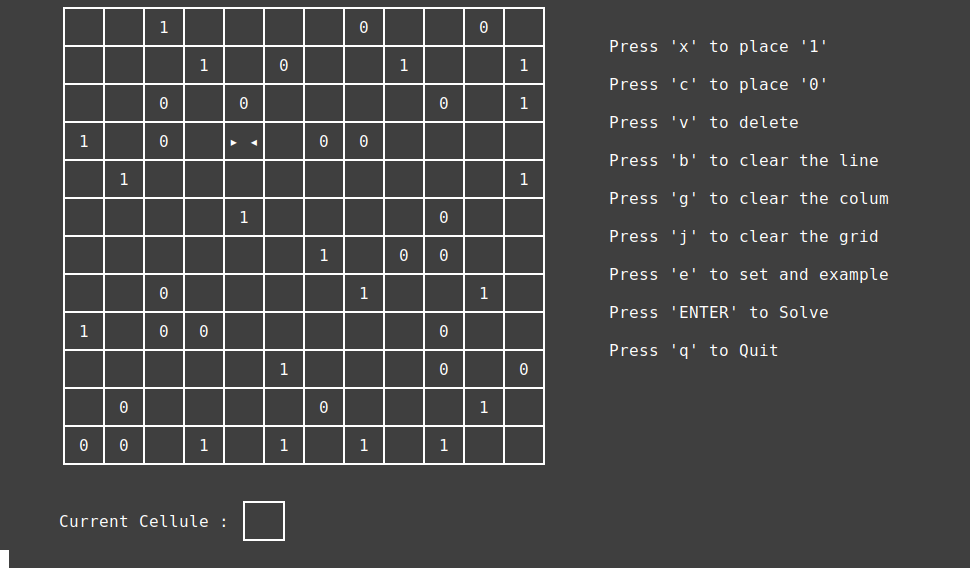 1 0 0
1 0 1 1
0 0 0 1
1 0 ▸ ◂ 0 0
1 1
1 0
1 0 0
0 1 1
1 0 0 0
1 0 0
0 0 1
0 0 1 1 1 1
Press 'x' to place '1'
Press 'c' to place '0'
Press 'v' to delete
Press 'b' to clear the line
Press 'g' to clear the colum
Press 'j' to clear the grid
Press 'e' to set and example
Press 'ENTER' to Solve
Press 'q' to Quit
Current Cellule :